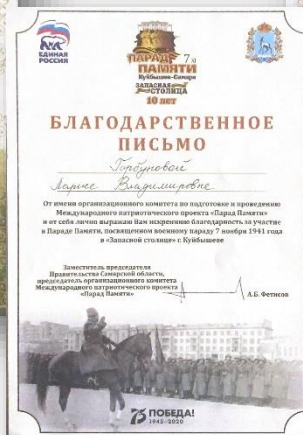 ЕДИНАЯ
РОССИЯ
ПАРАД
ПАМЯТИ
7.XI
Куйбышев-Самара
ЗАПАСНАЯ
СТОЛИЦА
10 лет
БЛАГОДАРСТВЕННОЕ
ПИСЬМО
Горбуновой
Ларисе Владимировне
От имени организационного комитета по подготовке и проведению
Международного патриотического проекта «Парад Памяти»
и от себя лично выражаю Вам искреннюю благодарность за участие
в Параде Памяти, посвященном военному параду 7 ноября 1941 года
в «Запасной столице» г. Куйбышеве
Заместитель председателя
Правительства Самарской области,
председатель организационного комитета
Международного патриотического проекта
«Парад Памяти»
А.Б. Фетисов
75 ПОБЕДА!
1945-2020